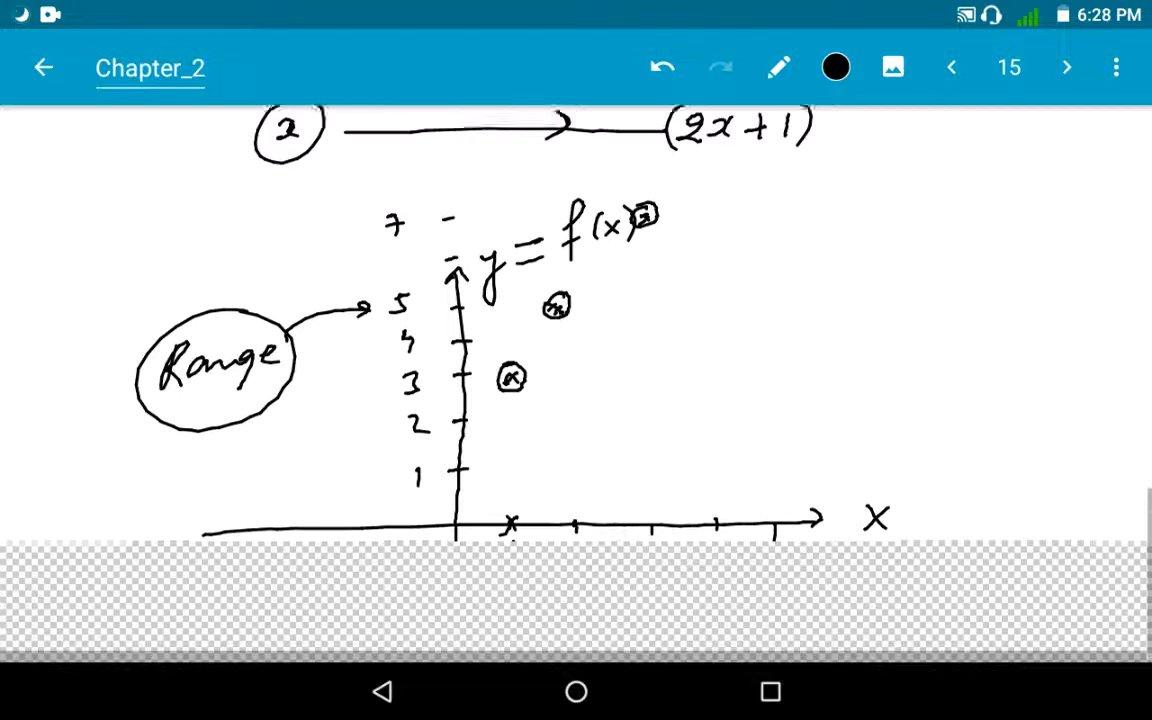 6:28 PM
Chapter_2
15
x (2x+1)
7
y = f(x)
5
Range
4
3
2
1
X